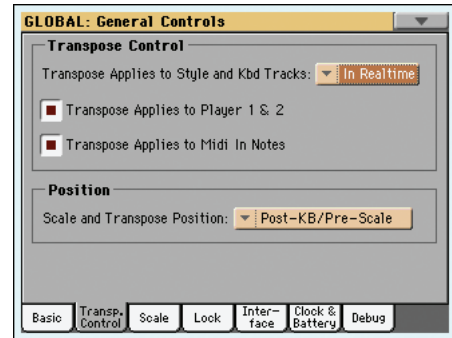 GLOBAL: General Controls
Transpose Control
Transpose Applies to Style and Kbd Tracks: In Realtime
Transpose Applies to Player 1 & 2
Transpose Applies to Midi In Notes
Position
Scale and Transpose Position: Post-KB/Pre-Scale
Basic Transp. Control Scale Lock Inter-face Clock & Battery Debug